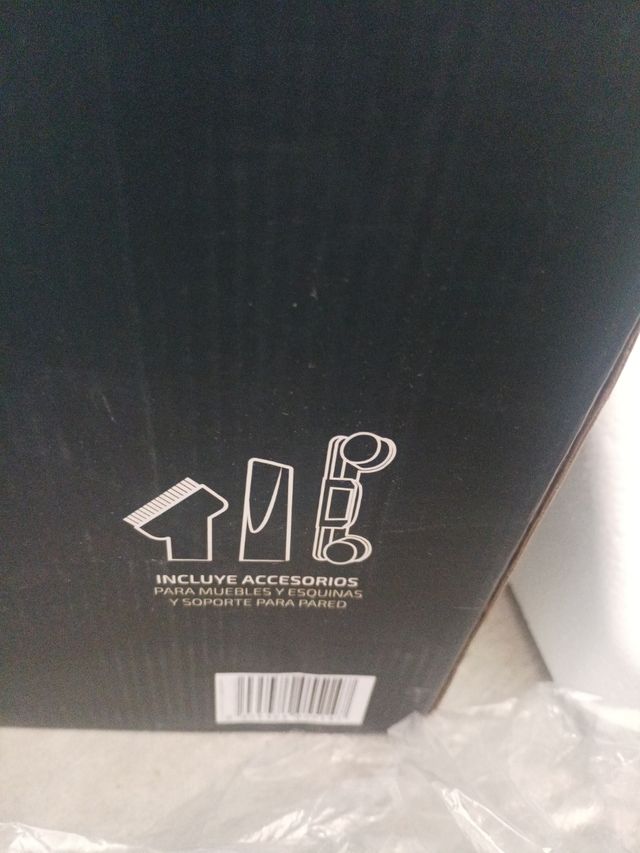 INCLUYE ACCESORIOS
PARA MUEBLES Y ESQUINAS
Y SOPORTE PARA PARED